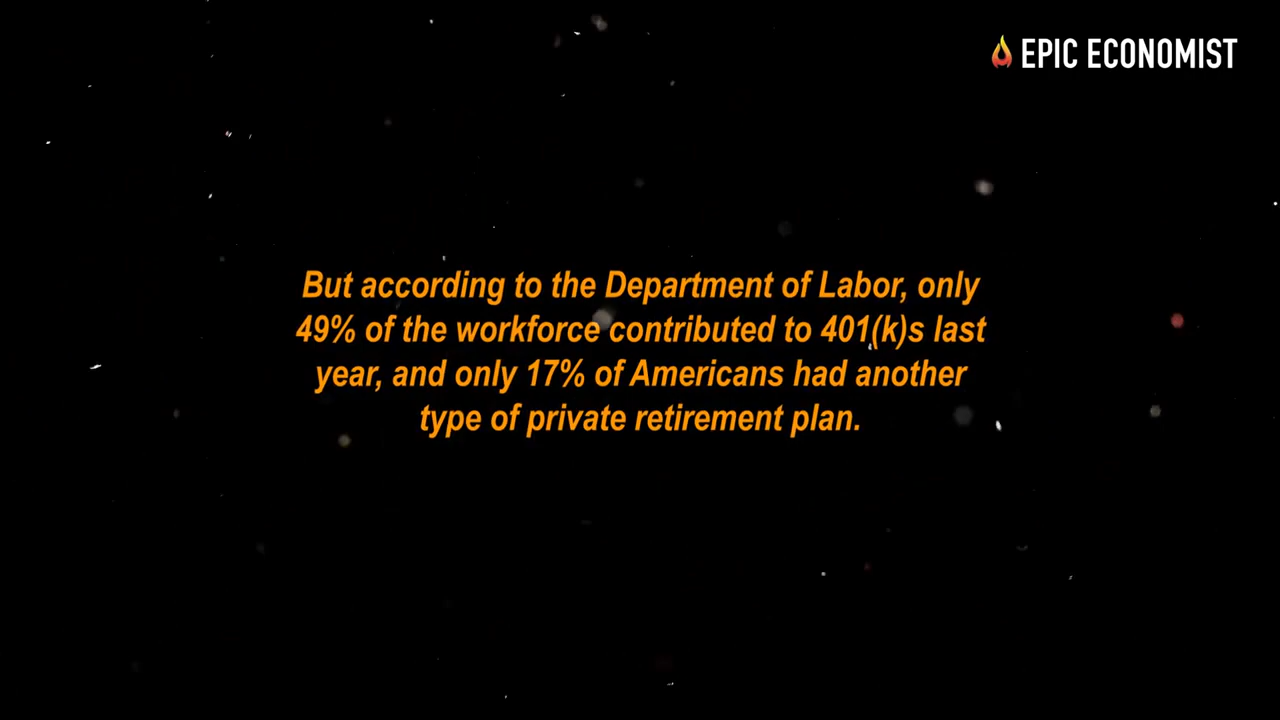 EPIC ECONOMIST
But according to the Department of Labor, only
49% of the workforce contributed to 401(k)s last
year, and only 17% of Americans had another
type of private retirement plan.